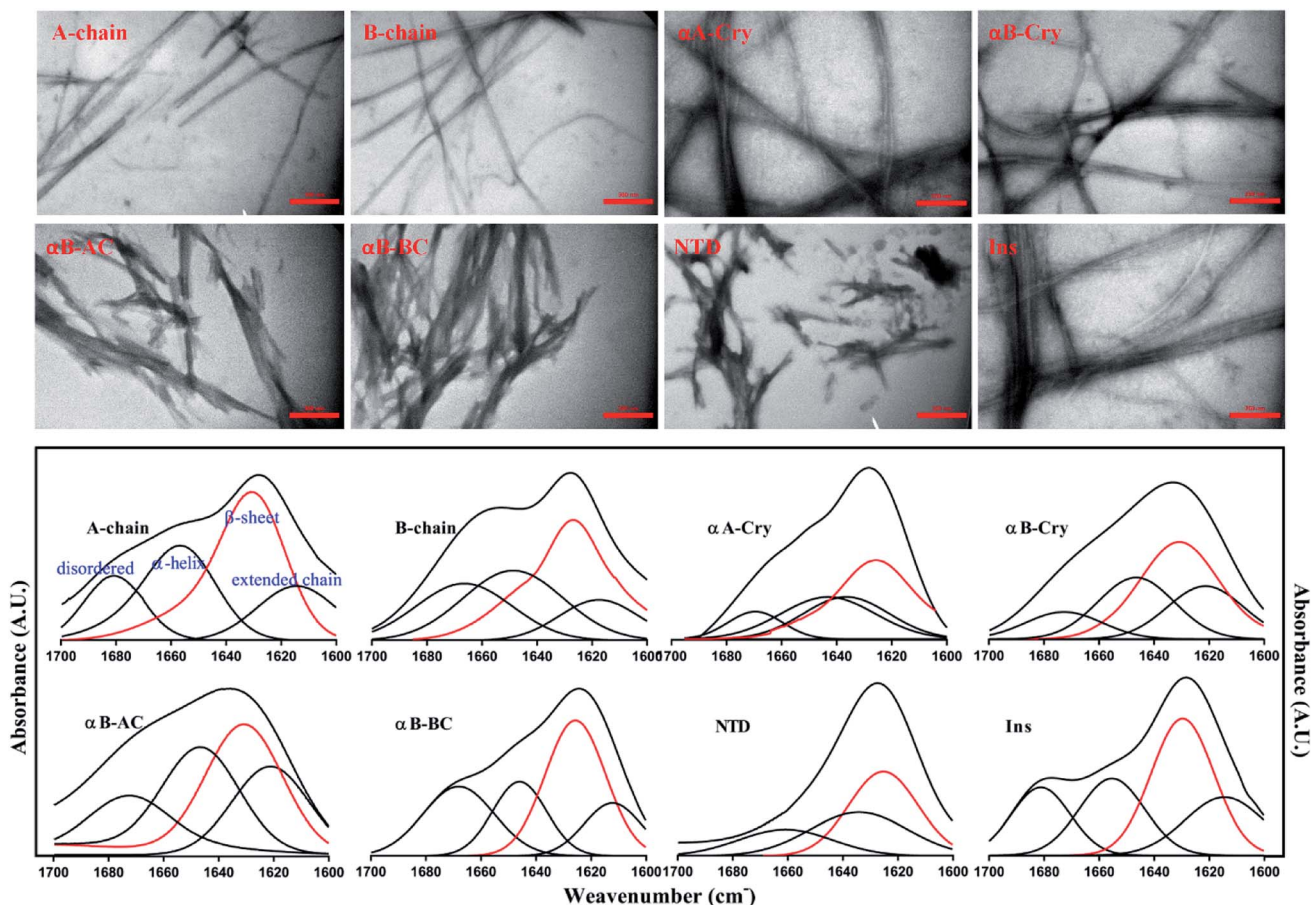 A-chain
B-chain
αA-Cry
αB-Cry
αB-AC
αB-BC
NTD
Ins
A-chain
β-sheet
disordered
α-helix
extended chain
1700 1680 1660 1640 1620 1600
B-chain
1700 1680 1660 1640 1620 1600
α A-Cry
1700 1680 1660 1640 1620 1600
α B-Cry
1700 1680 1660 1640 1620 1600
α B-AC
1700 1680 1660 1640 1620 1600
α B-BC
1700 1680 1660 1640 1620 1600
NTD
1700 1680 1660 1640 1620 1600
Ins
1700 1680 1660 1640 1620 1600
Absorbance (A.U.)
Absorbance (A.U.)
Weavenumber (cm⁻)